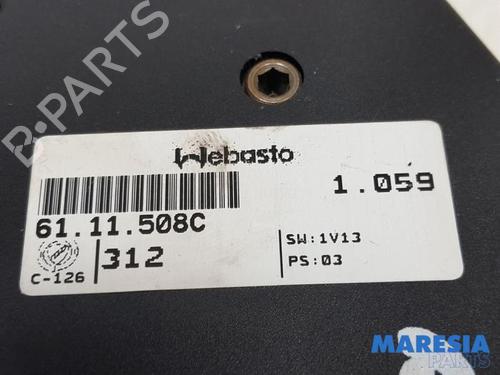 B-PARTS
Webasto
1.059
61.11.508C
312
SW:1V13
C-126
PS:03
MARESIA
PARTS